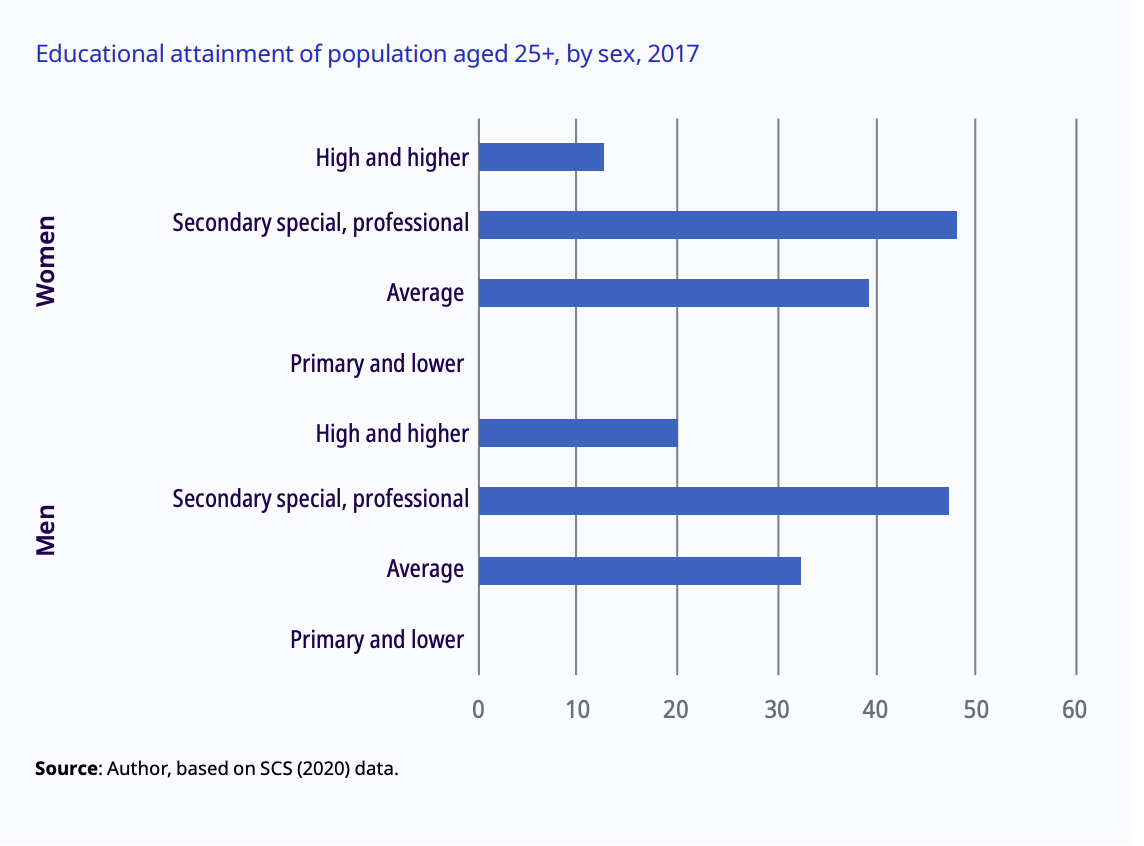 Educational attainment of population aged 25+, by sex, 2017
Women
High and higher
Secondary special, professional
Average
Primary and lower
Men
High and higher
Secondary special, professional
Average
Primary and lower
0 10 20 30 40 50 60
Source: Author, based on SCS (2020) data.